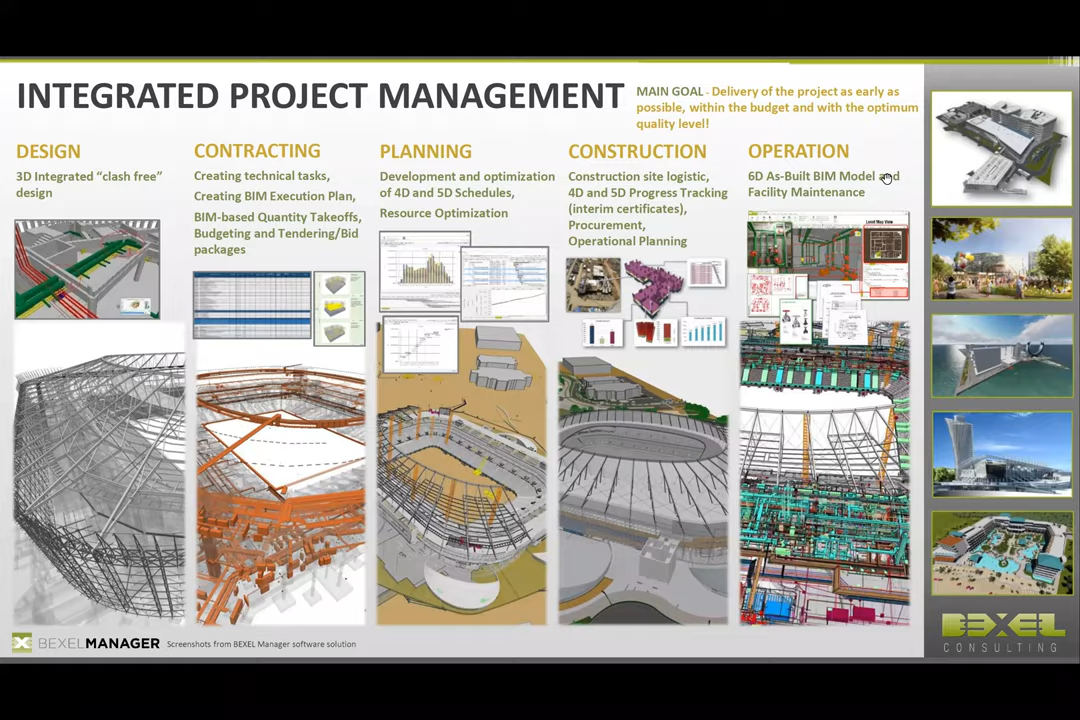 INTEGRATED PROJECT MANAGEMENT
MAIN GOAL - Delivery of the project as early as
possible, within the budget and with the optimum
quality level!
DESIGN
3D Integrated “clash free”
design
CONTRACTING
Creating technical tasks,
Creating BIM Execution Plan,
BIM-based Quantity Takeoffs,
Budgeting and Tendering/Bid
packages
PLANNING
Development and optimization
of 4D and 5D Schedules,
Resource Optimization
CONSTRUCTION
Construction site logistic,
4D and 5D Progress Tracking
(interim certificates),
Procurement,
Operational Planning
OPERATION
6D As-Built BIM Model and
Facility Maintenance
Level Map View
BEXELMANAGER
Screenshots from BEXEL Manager software solution
BEXEL
CONSULTING